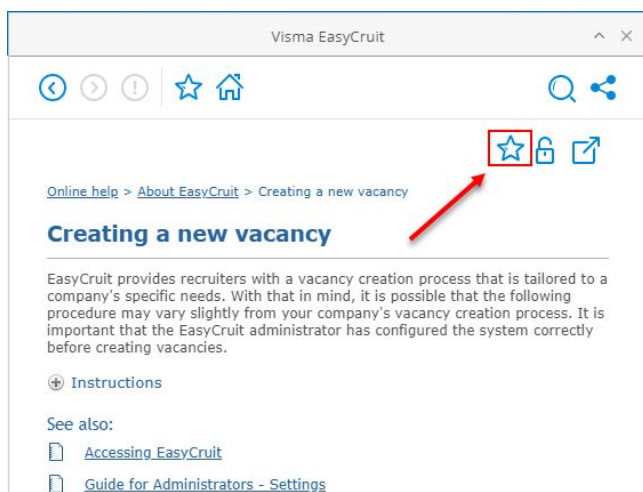 Visma EasyCruit
Online help > About EasyCruit > Creating a new vacancy
Creating a new vacancy
EasyCruit provides recruiters with a vacancy creation process that is tailored to a
company's specific needs. With that in mind, it is possible that the following
procedure may vary slightly from your company's vacancy creation process. It is
important that the EasyCruit administrator has configured the system correctly
before creating vacancies.
Instructions
See also:
Accessing EasyCruit
Guide for Administrators - Settings